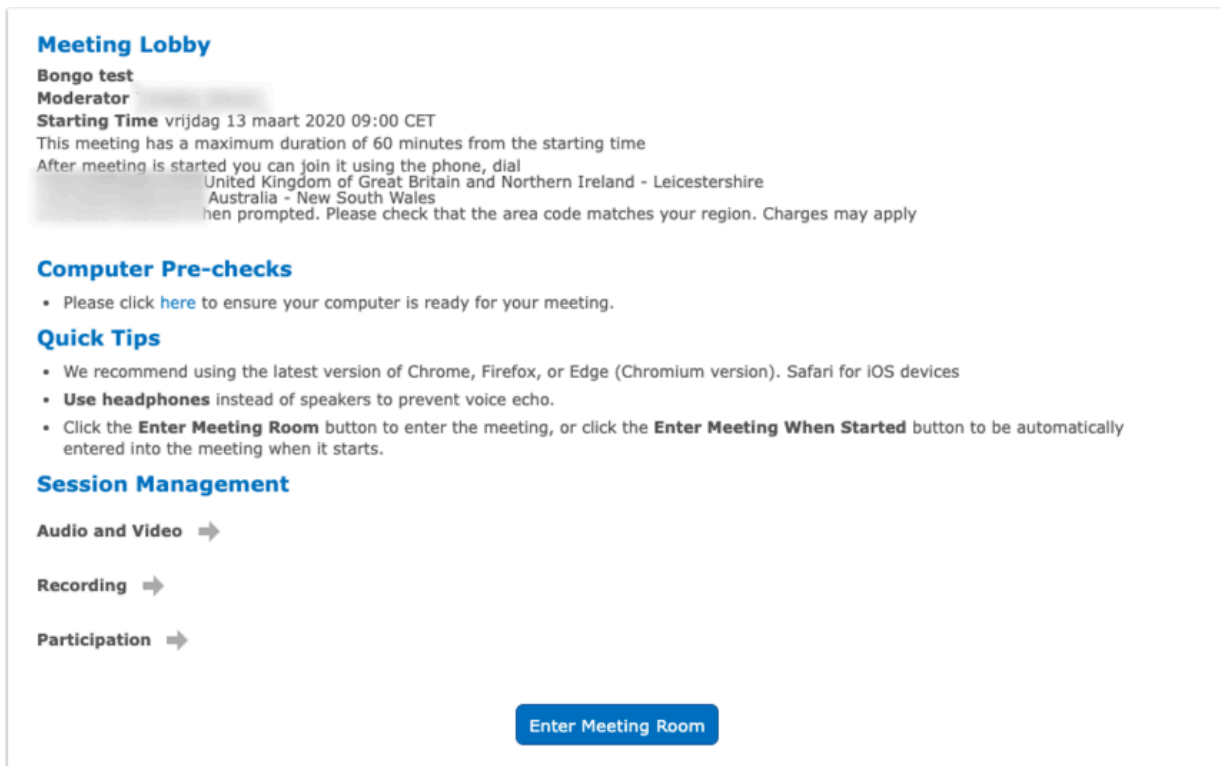 Meeting Lobby
Bongo test
Moderator
Starting Time vrijdag 13 maart 2020 09:00 CET
This meeting has a maximum duration of 60 minutes from the starting time
After meeting is started you can join it using the phone, dial
United Kingdom of Great Britain and Northern Ireland - Leicestershire
Australia - New South Wales
hen prompted. Please check that the area code matches your region. Charges may apply
Computer Pre-checks
• Please click here to ensure your computer is ready for your meeting.
Quick Tips
• We recommend using the latest version of Chrome, Firefox, or Edge (Chromium version). Safari for iOS devices
• Use headphones instead of speakers to prevent voice echo.
• Click the Enter Meeting Room button to enter the meeting, or click the Enter Meeting When Started button to be automatically
entered into the meeting when it starts.
Session Management
Audio and Video
Recording
Participation
Enter Meeting Room